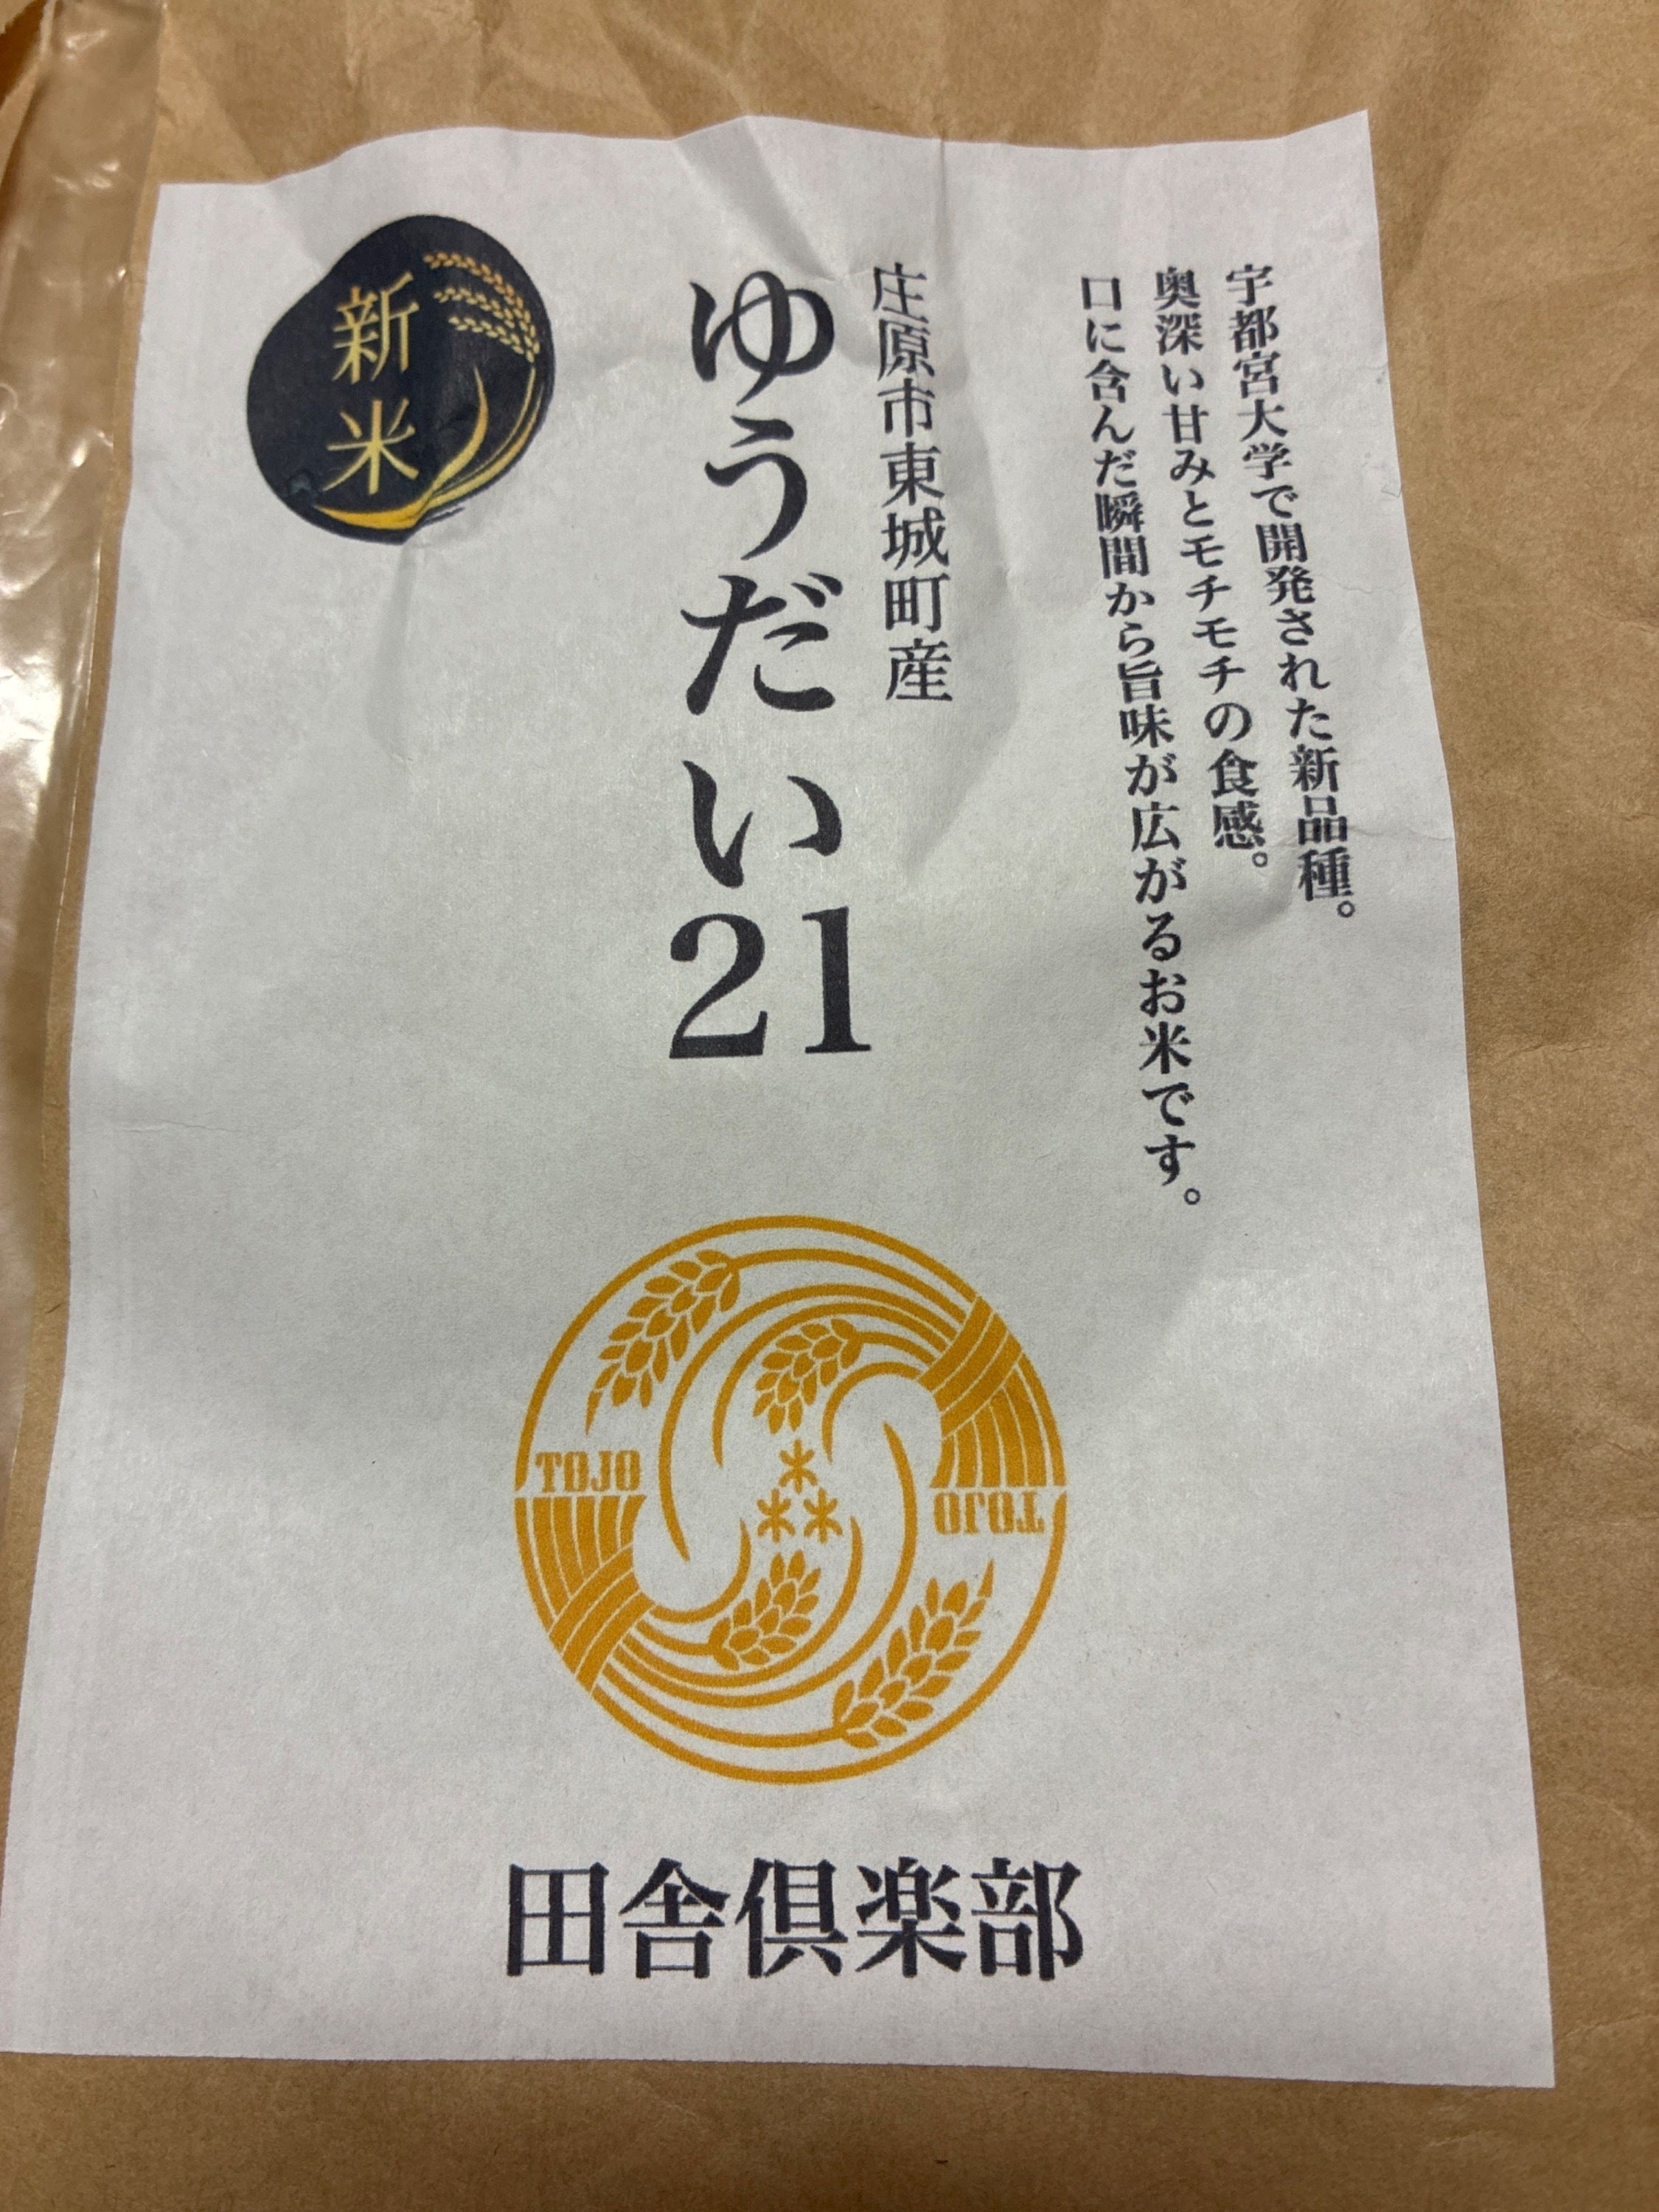 宇都宮大学で開発された新品種。
奥深い甘みとモチモチの食感。
口に含んだ瞬間から旨味が広がるお米です。
庄原市東城町産
ゆうだい21
新米
TOJO
TOJO
田舎倶楽部